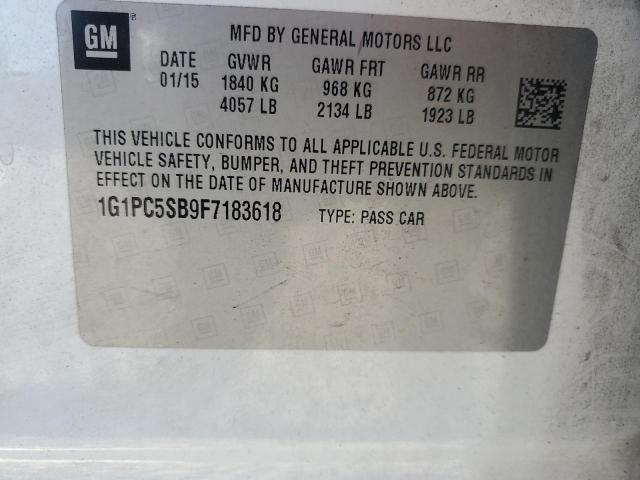 GM
MFD BY GENERAL MOTORS LLC
DATE GVWR GAWR FRT GAWR RR
01/15 1840 KG 968 KG 872 KG
4057 LB 2134 LB 1923 LB
THIS VEHICLE CONFORMS TO ALL APPLICABLE U.S. FEDERAL MOTOR
VEHICLE SAFETY, BUMPER, AND THEFT PREVENTION STANDARDS
IN EFFECT ON THE DATE OF MANUFACTURE SHOWN ABOVE.
1G1PC5SB9F7183618 TYPE: PASS CAR